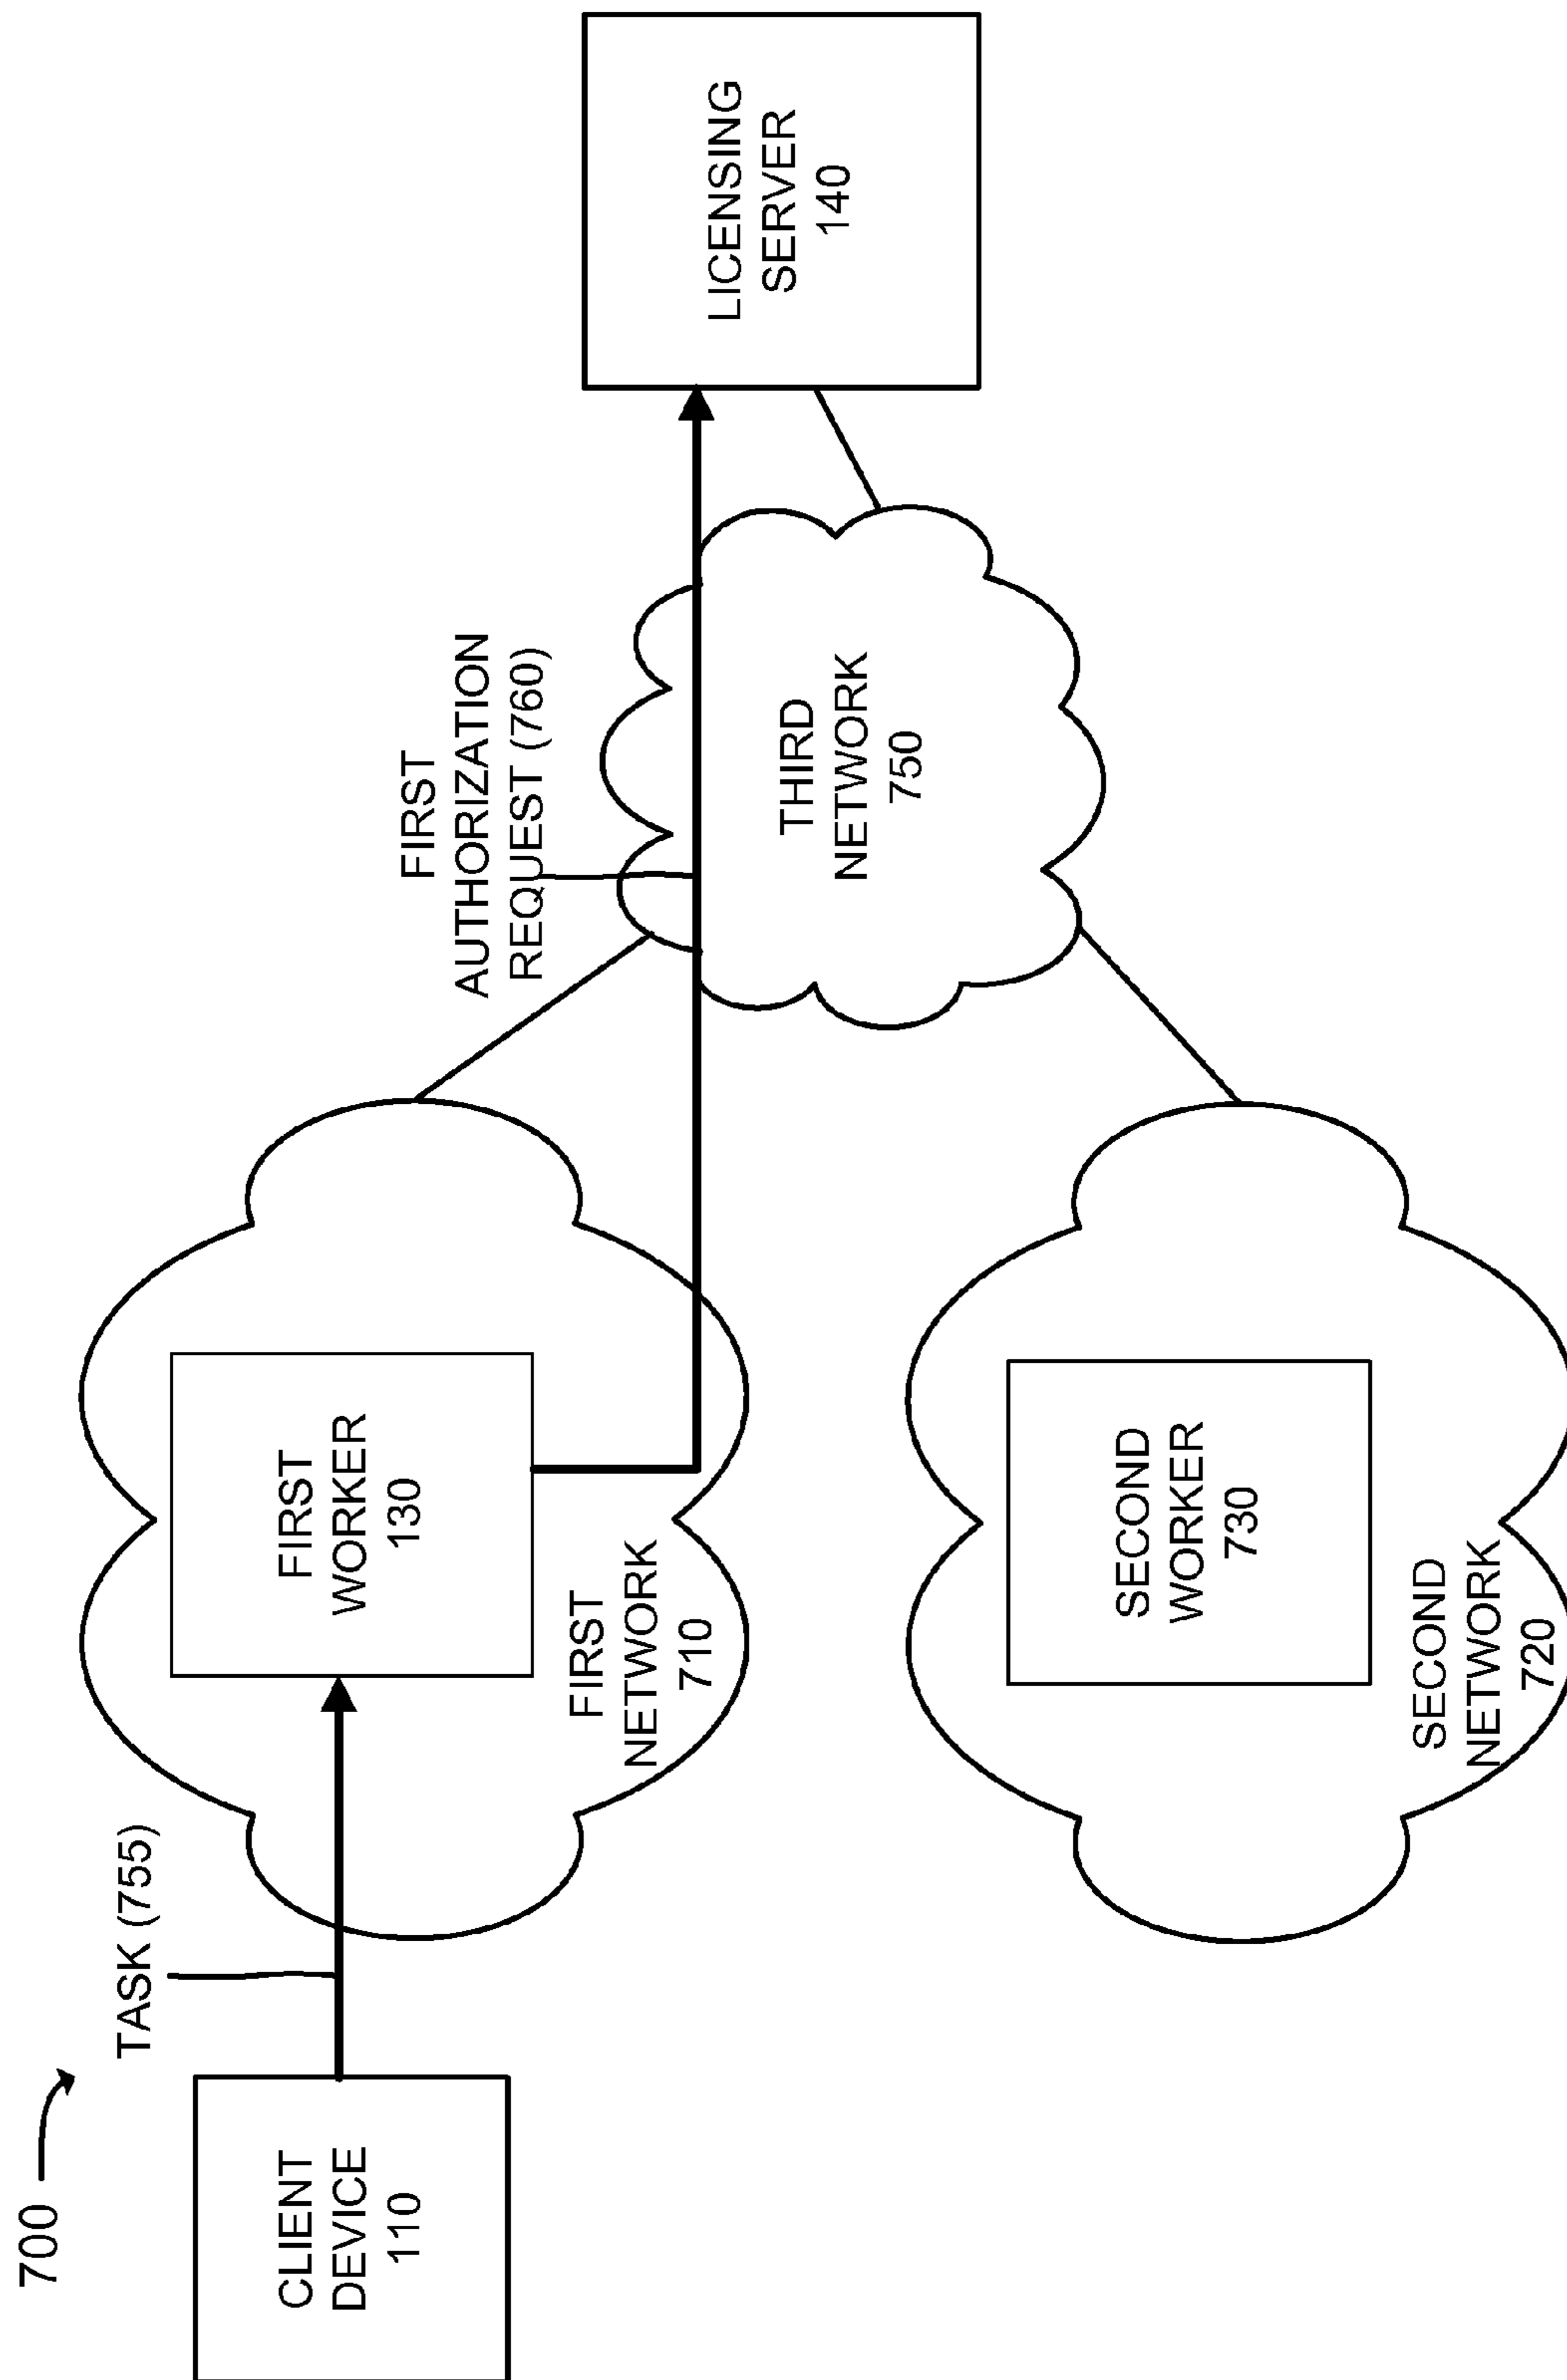 700
TASK (755)
CLIENT
DEVICE
110
FIRST
WORKER
130
FIRST
NETWORK
710
FIRST
AUTHORIZATION
REQUEST (760)
THIRD
NETWORK
750
LICENSING
SERVER
140
SECOND
WORKER
730
SECOND
NETWORK
720